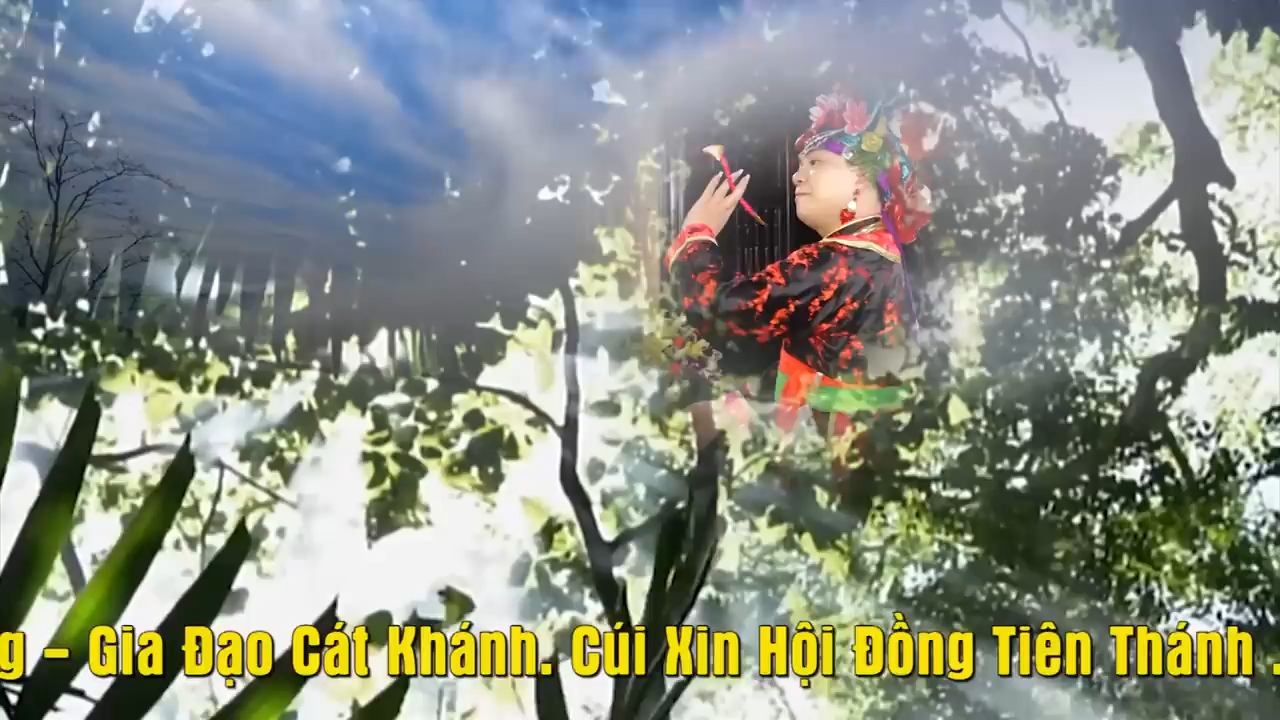 g – Gia Đạo Cát Khánh. Cúi Xin Hội Đồng Tiên Thánh .